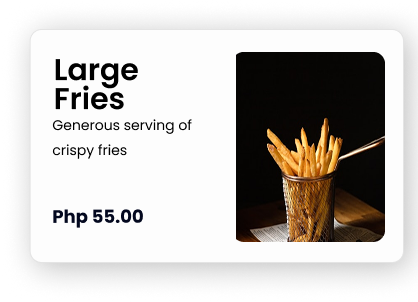 Large
Fries
Generous serving of
crispy fries
Php 55.00